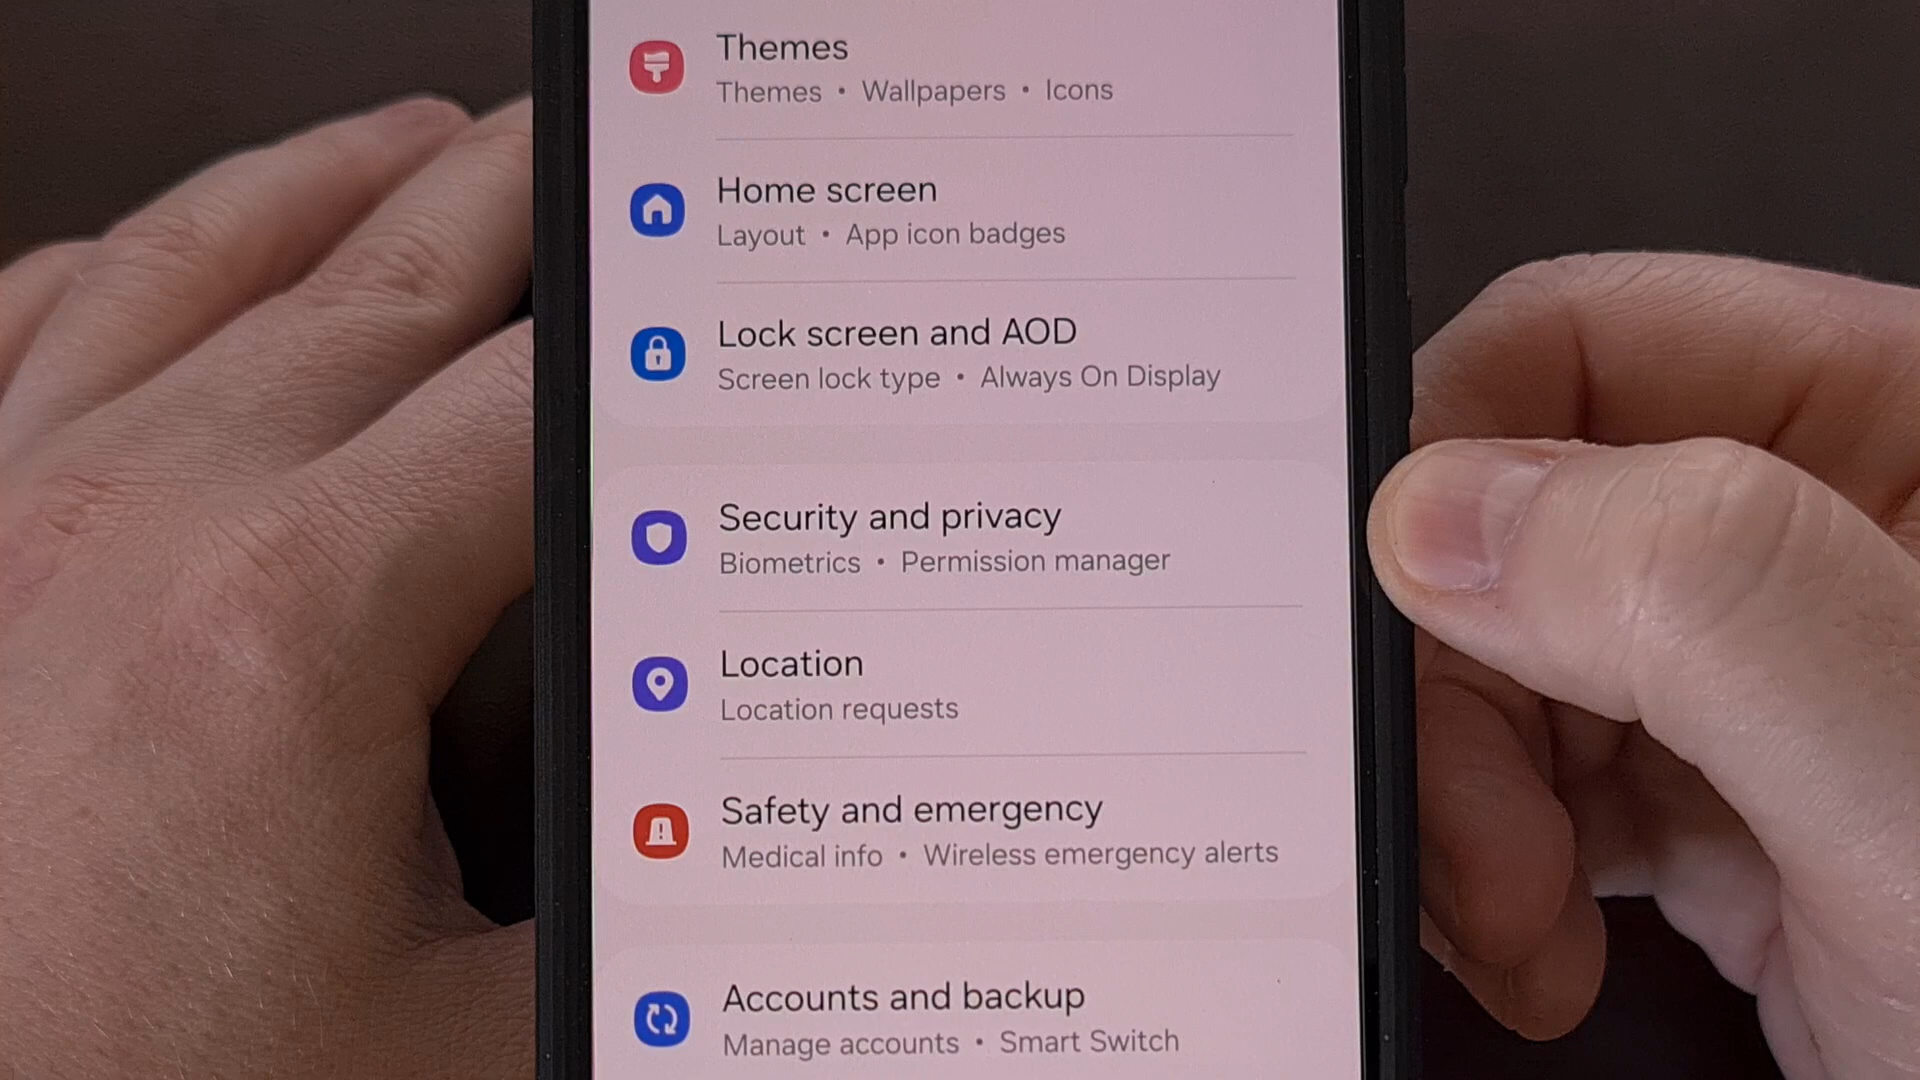 Themes
Themes • Wallpapers • Icons
Home screen
Layout • App icon badges
Lock screen and AOD
Screen lock type • Always On Display
Security and privacy
Biometrics • Permission manager
Location
Location requests
Safety and emergency
Medical info • Wireless emergency alerts
Accounts and backup
Manage accounts • Smart Switch